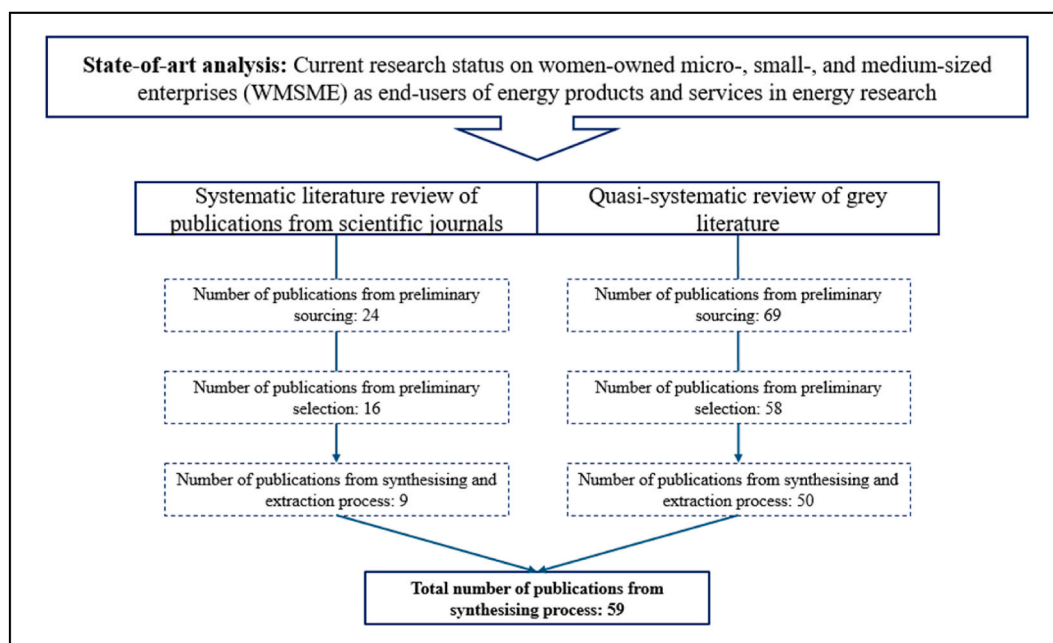 State-of-art analysis: Current research status on women-owned micro-, small-, and medium-sized
enterprises (WMSME) as end-users of energy products and services in energy research
Systematic literature review of
publications from scientific journals
Quasi-systematic review of grey
literature
Number of publications from preliminary
sourcing: 24
Number of publications from preliminary
sourcing: 69
Number of publications from preliminary
selection: 16
Number of publications from preliminary
selection: 58
Number of publications from synthesising and
extraction process: 9
Number of publications from synthesising and
extraction process: 50
Total number of publications from
synthesising process: 59